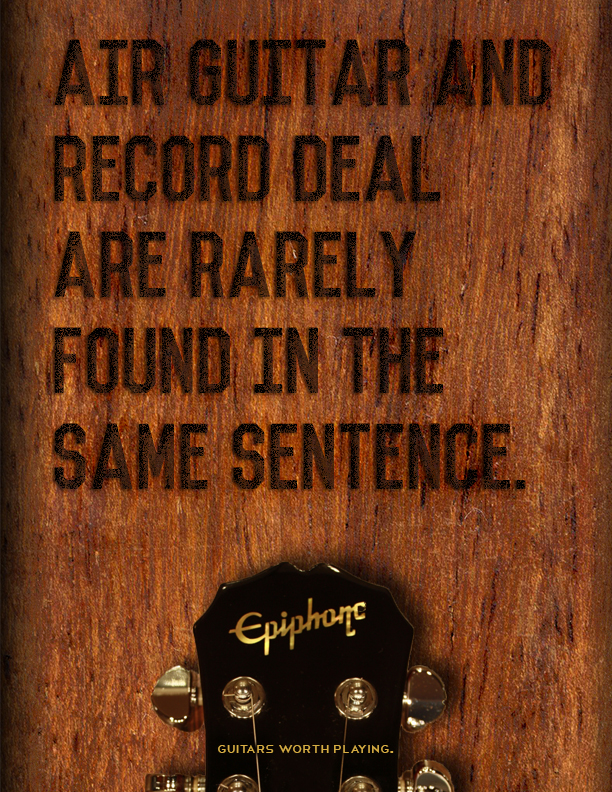 AIR GUITAR AND
RECORD DEAL
ARE RARELY
FOUND IN THE
SAME SENTENCE.
Epiphone
GUITARS WORTH PLAYING.